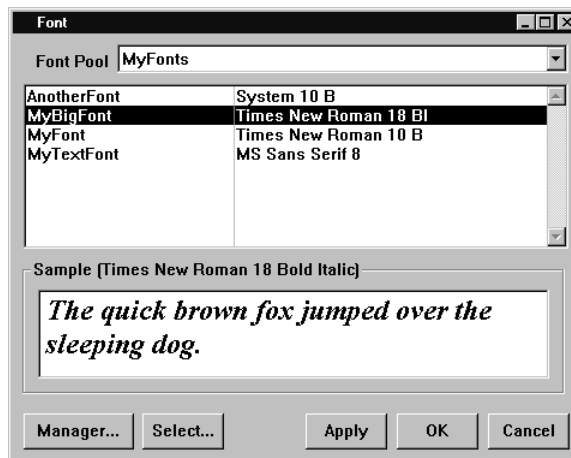 Font
Font Pool MyFonts
AnotherFont System 10 B
MyBigFont Times New Roman 18 BI
MyFont Times New Roman 10 B
MyTextFont MS Sans Serif 8
Sample (Times New Roman 18 Bold Italic)
The quick brown fox jumped over the
sleeping dog.
Manager... Select... Apply OK Cancel